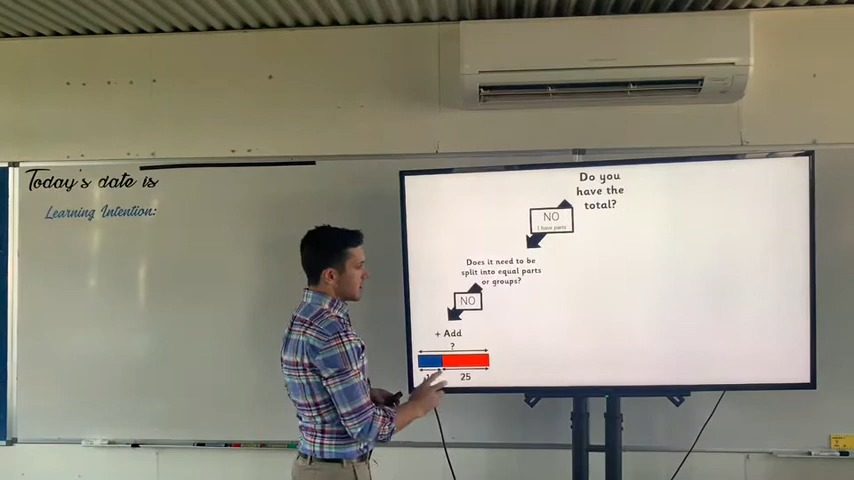 Today's date is
Learning Intention:
Do you
have the
total?
NO
I have parts
Does it need to be
split into equal parts
or groups?
NO
+ Add
?
25